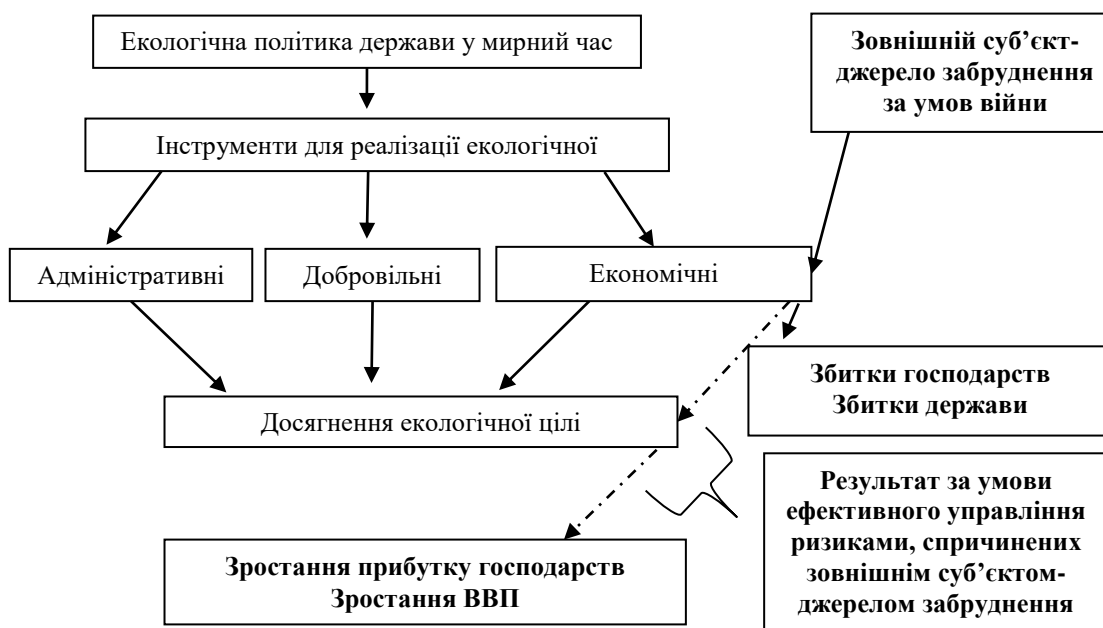 Екологічна політика держави у мирний час
Зовнішній суб’єкт-
джерело забруднення
за умов війни
Інструменти для реалізації екологічної
Адміністративні
Добровільні
Економічні
Збитки господарств
Збитки держави
Досягнення екологічної цілі
Результат за умови
ефективного управління
ризиками, спричинених
зовнішнім суб’єктом-
джерелом забруднення
Зростання прибутку господарств
Зростання ВВП